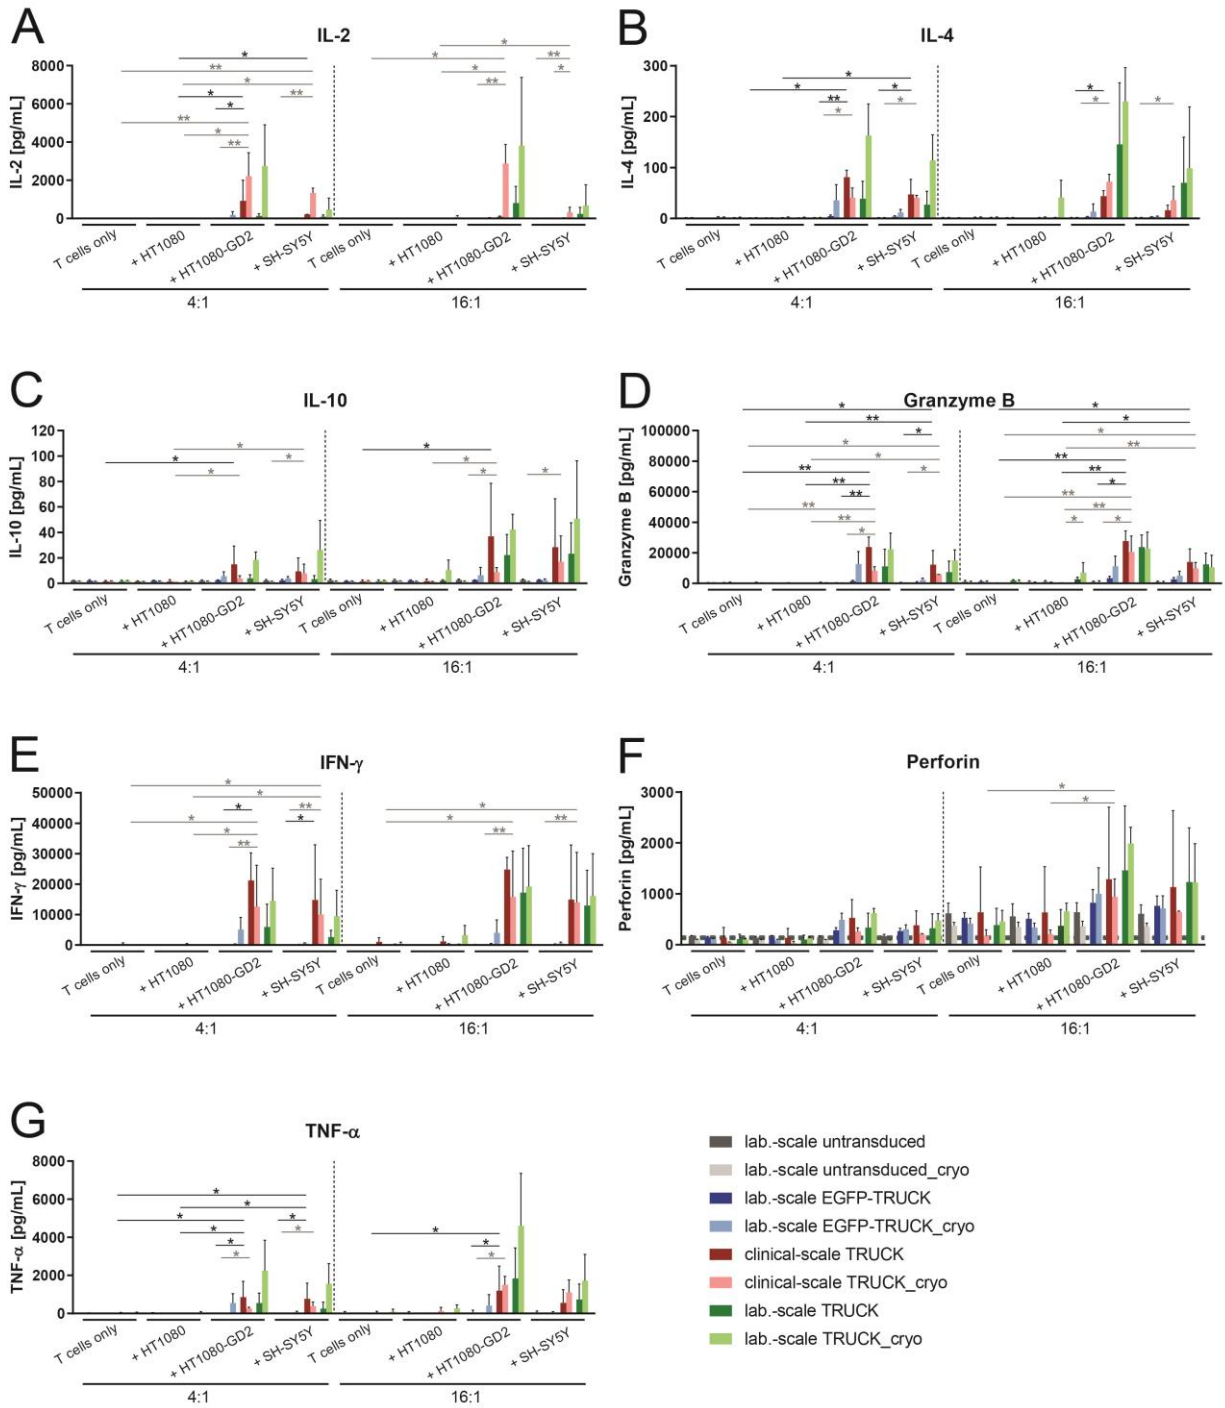 A
IL-2
IL-2 [pg/mL]
8000
6000
4000
2000
0
* ** * * * ** * ** **
* * * ** ** *
T cells only
+ HT1080
+ HT1080-GD2
+ SH-SY5Y
T cells only
+ HT1080
+ HT1080-GD2
+ SH-SY5Y
4:1
16:1
B
IL-4
IL-4 [pg/mL]
300
200
100
0
* * ** * * *
* * *
T cells only
+ HT1080
+ HT1080-GD2
+ SH-SY5Y
T cells only
+ HT1080
+ HT1080-GD2
+ SH-SY5Y
4:1
16:1
C
IL-10
IL-10 [pg/mL]
120
100
80
60
40
20
0
* * * *
* * * *
T cells only
+ HT1080
+ HT1080-GD2
+ SH-SY5Y
T cells only
+ HT1080
+ HT1080-GD2
+ SH-SY5Y
4:1
16:1
D
Granzyme B
Granzyme B [pg/mL]
100000
80000
60000
40000
20000
0
* ** * * * * ** ** ** ** ** *
* * * ** ** ** * ** ** * *
T cells only
+ HT1080
+ HT1080-GD2
+ SH-SY5Y
T cells only
+ HT1080
+ HT1080-GD2
+ SH-SY5Y
4:1
16:1
E
IFN-γ
IFN-γ [pg/mL]
50000
40000
30000
20000
10000
0
* * * ** * * * **
* * ** **
T cells only
+ HT1080
+ HT1080-GD2
+ SH-SY5Y
T cells only
+ HT1080
+ HT1080-GD2
+ SH-SY5Y
4:1
16:1
F
Perforin
Perforin [pg/mL]
3000
2000
1000
0
*
*
T cells only
+ HT1080
+ HT1080-GD2
+ SH-SY5Y
T cells only
+ HT1080
+ HT1080-GD2
+ SH-SY5Y
4:1
16:1
G
TNF-α
TNF-α [pg/mL]
8000
6000
4000
2000
0
* * * * * * * *
* * *
T cells only
+ HT1080
+ HT1080-GD2
+ SH-SY5Y
T cells only
+ HT1080
+ HT1080-GD2
+ SH-SY5Y
4:1
16:1
lab.-scale untransduced
lab.-scale untransduced_cryo
lab.-scale EGFP-TRUCK
lab.-scale EGFP-TRUCK_cryo
clinical-scale TRUCK
clinical-scale TRUCK_cryo
lab.-scale TRUCK
lab.-scale TRUCK_cryo